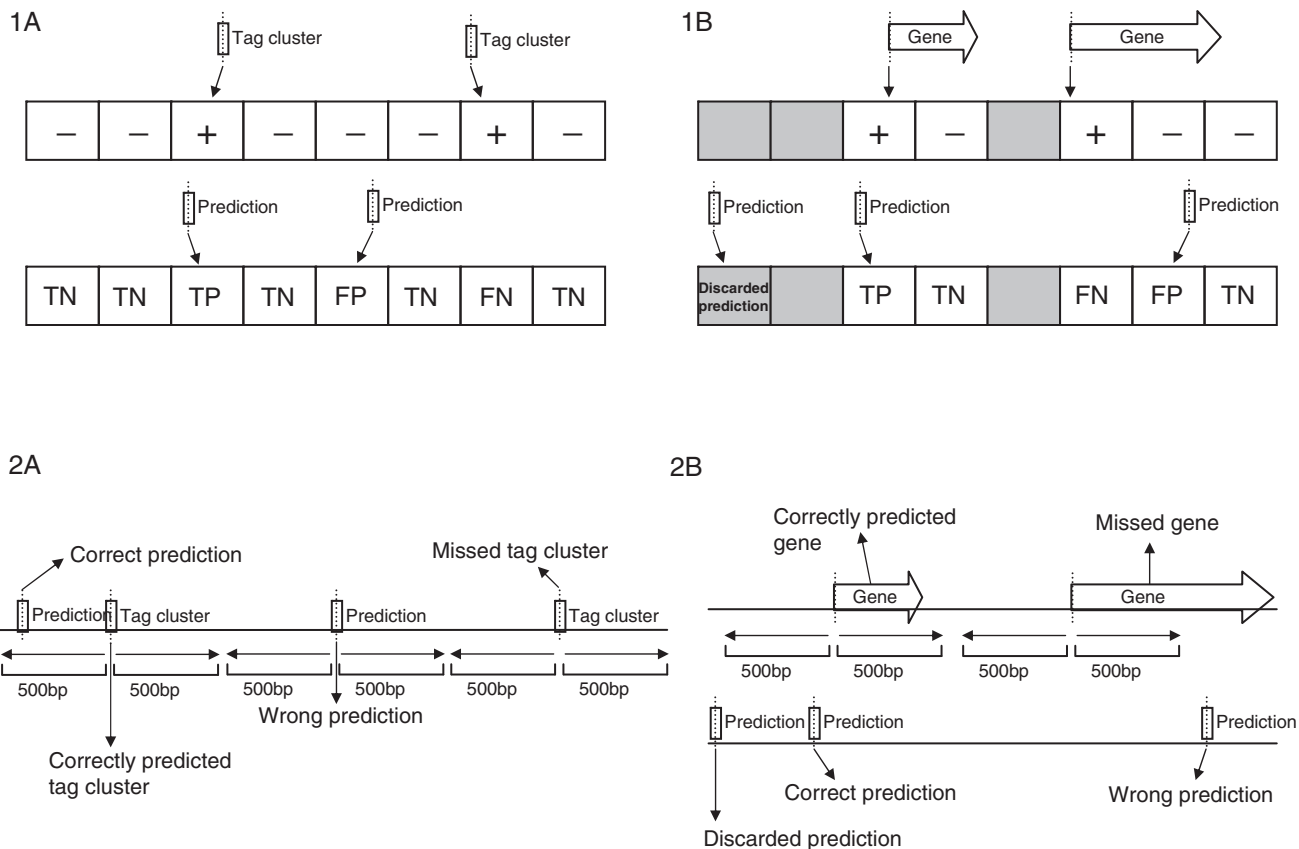 1A
Tag cluster
Tag cluster
− − + − − − + −
Prediction
Prediction
TN TN TP TN FP TN FN TN
1B
Gene
Gene
+ − + − −
Prediction
Prediction
Prediction
Discarded
prediction
TP TN FN FP TN
2A
Correct prediction
Missed tag cluster
Prediction
Tag cluster
Prediction
Tag cluster
500bp
500bp
500bp
500bp
500bp
500bp
Wrong prediction
Correctly predicted
tag cluster
2B
Correctly predicted
gene
Missed gene
Gene
Gene
500bp
500bp
500bp
500bp
Prediction
Prediction
Prediction
Correct prediction
Wrong prediction
Discarded prediction